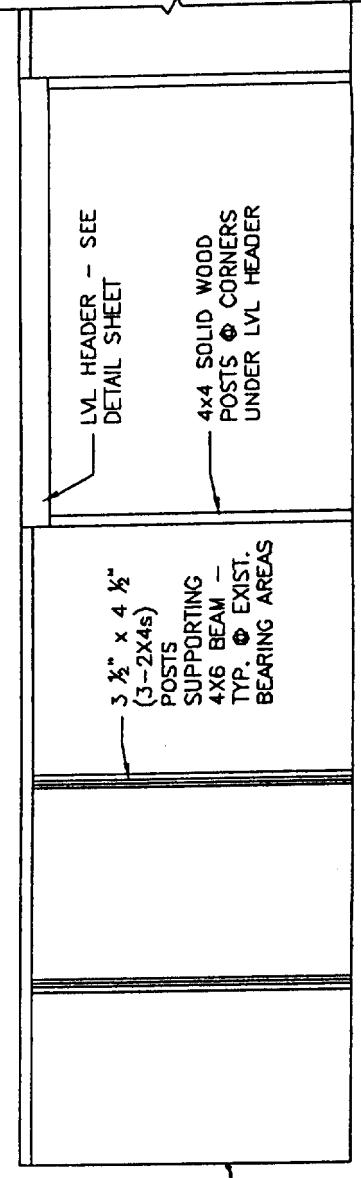 3 ½" x 4 ½"
(3-2X4s)
POSTS
SUPPORTING
4X6 BEAM –
TYP. @ EXIST.
BEARING AREAS
LVL HEADER – SEE
DETAIL SHEET
4x4 SOLID WOOD
POSTS @ CORNERS
UNDER LVL HEADER